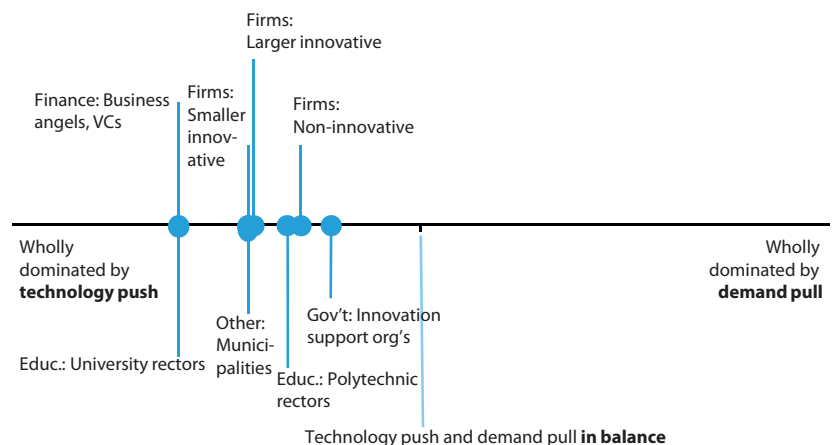 Firms:
Larger innovative
Finance: Business
angels, VCs
Firms:
Smaller
innov-
ative
Firms:
Non-innovative
Wholly
dominated by
technology push
Wholly
dominated by
demand pull
Educ.: University rectors
Other:
Munici-
palities
Gov't: Innovation
support org's
Educ.: Polytechnic
rectors
Technology push and demand pull in balance